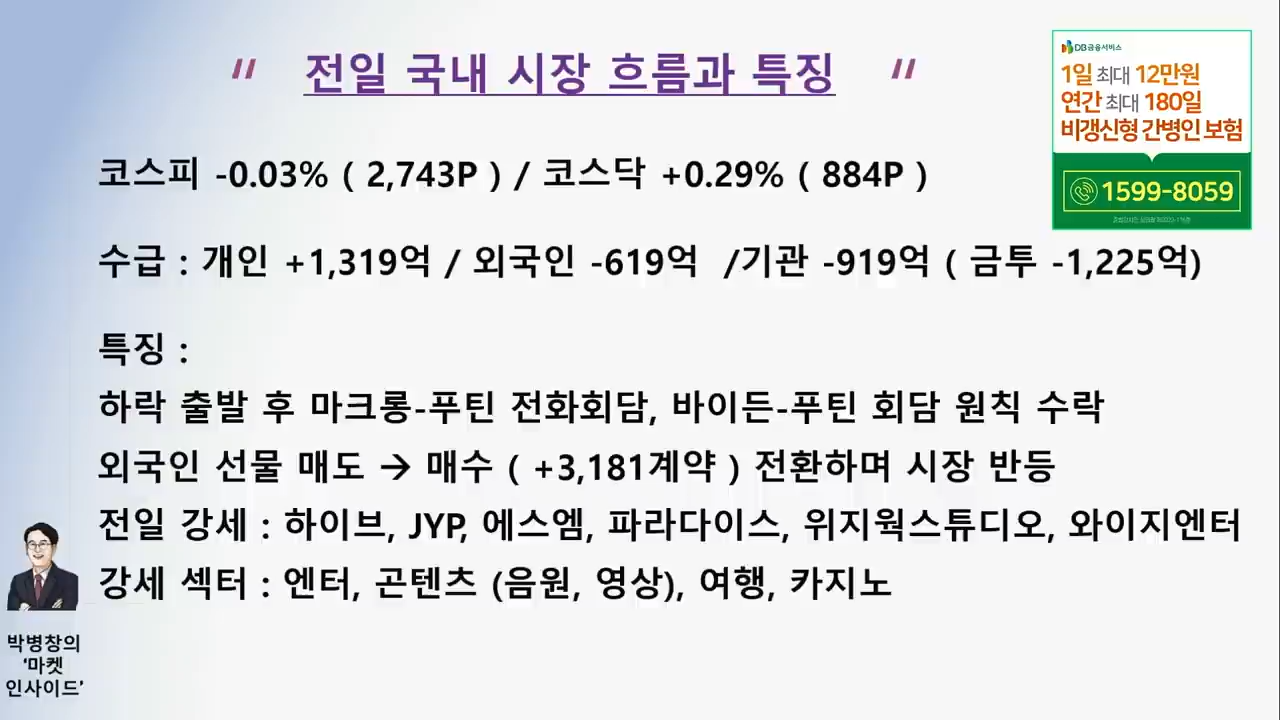 " 전일 국내 시장 흐름과 특징 "
DB금융서비스
1일 최대 12만원
연간 최대 180일
비갱신형 간병인 보험
1599-8059
코스피 -0.03% ( 2,743P ) / 코스닥 +0.29% ( 884P )
수급 : 개인 +1,319억 / 외국인 -619억 /기관 -919억 ( 금투 -1,225억)
특징 :
하락 출발 후 마크롱-푸틴 전화회담, 바이든-푸틴 회담 원칙 수락
외국인 선물 매도 → 매수 ( +3,181계약 ) 전환하며 시장 반등
전일 강세 : 하이브, JYP, 에스엠, 파라다이스, 위지윅스튜디오, 와이지엔터
강세 섹터 : 엔터, 곤텐츠 (음원, 영상), 여행, 카지노
박병창의
‘마켓
인사이드’